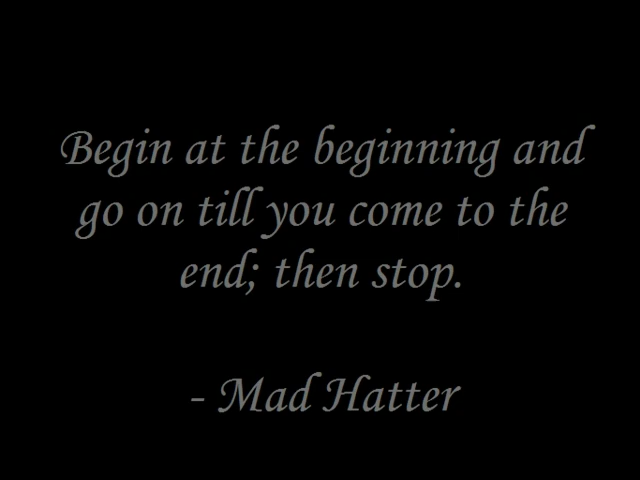 Begin at the beginning and
go on till you come to the
end; then stop.
- Mad Hatter